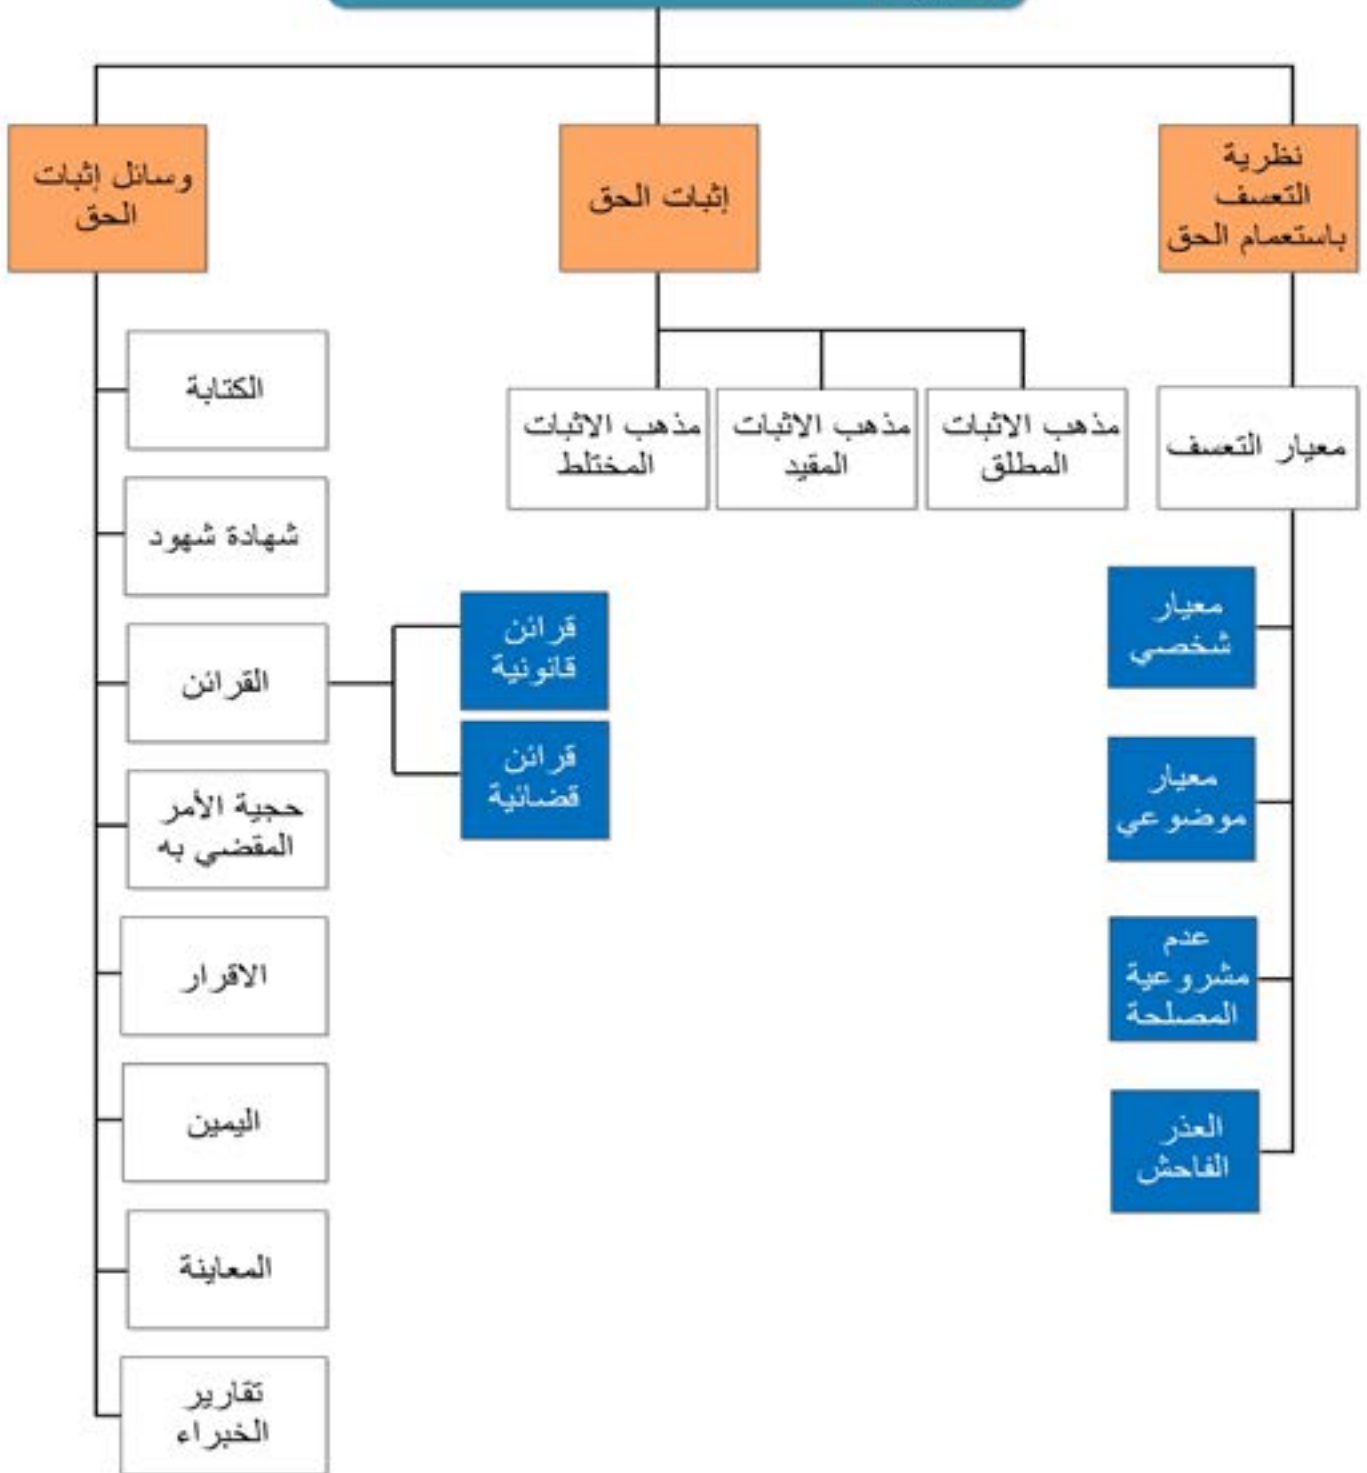 نظرية
التعسف
باستعمام الحق
إثبات الحق
وسائل إثبات
الحق
معيار التعسف
معيار
شخصي
معيار
موضوعي
عدم
مشروعية
المصلحة
العذر
الفاحش
مذهب الاثبات
المطلق
مذهب الاثبات
المقيد
مذهب الاثبات
المختلط
الكتابة
شهادة شهود
القرائن
قرائن
قانونية
قرائن
قضائية
حجية الأمر
المقضي به
الاقرار
اليمين
المعاينة
تقارير
الخبراء